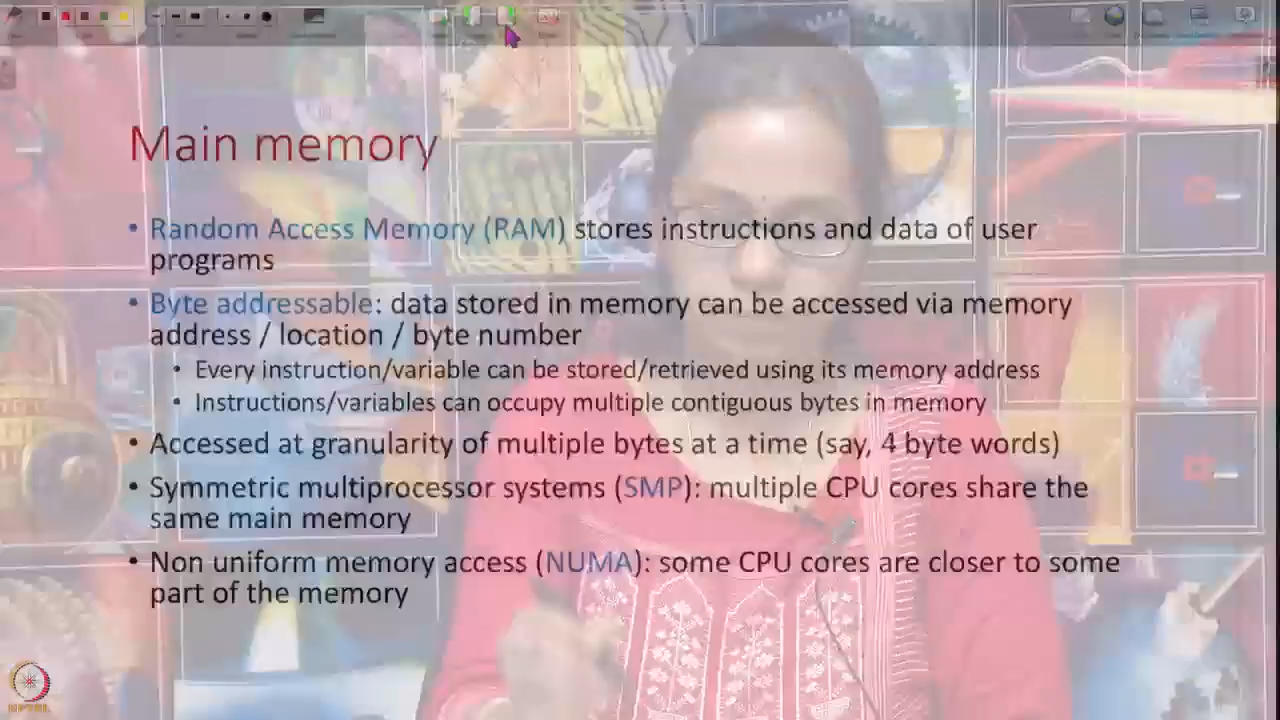 Main memory
• Random Access Memory (RAM) stores instructions and data of user
programs
• Byte addressable: data stored in memory can be accessed via memory
address / location / byte number
• Every instruction/variable can be stored/retrieved using its memory address
• Instructions/variables can occupy multiple contiguous bytes in memory
• Accessed at granularity of multiple bytes at a time (say, 4 byte words)
• Symmetric multiprocessor systems (SMP): multiple CPU cores share the
same main memory
• Non uniform memory access (NUMA): some CPU cores are closer to some
part of the memory
NPTEL